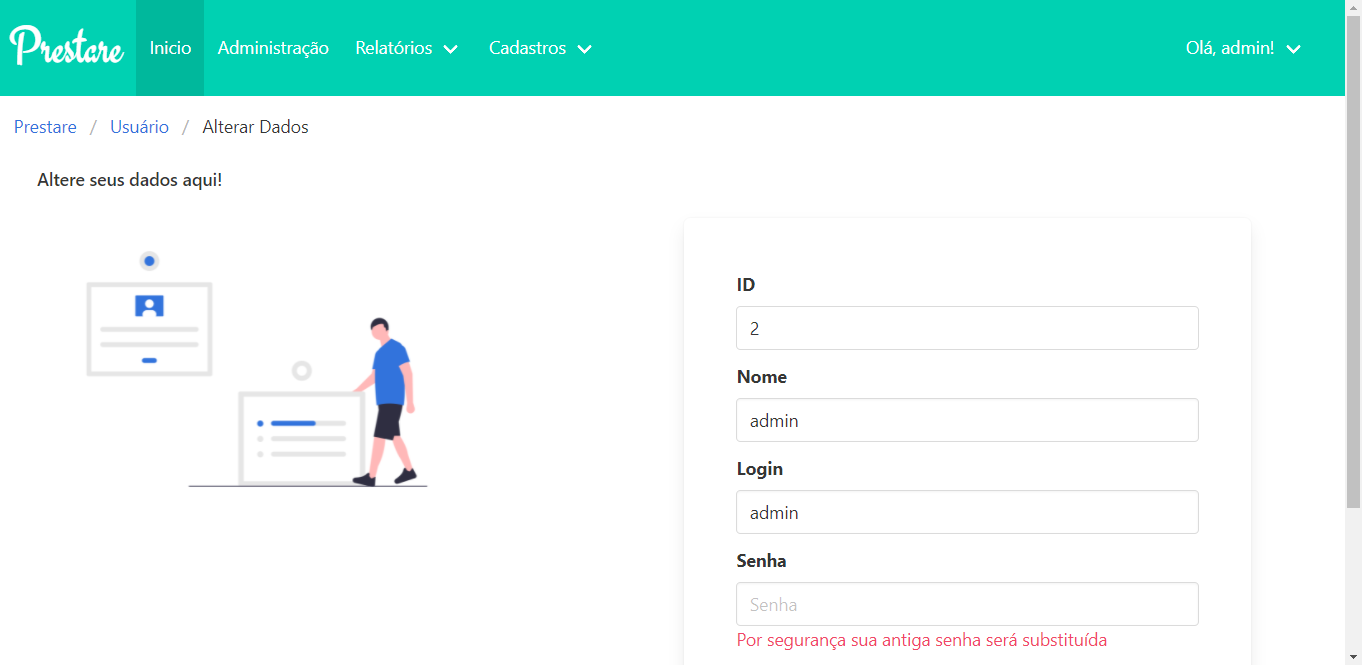 Prestare Inicio Administração Relatórios Cadastros Olá, admin!
Prestare / Usuário / Alterar Dados
Altere seus dados aqui!
ID
2
Nome
admin
Login
admin
Senha
Senha
Por segurança sua antiga senha será substituída